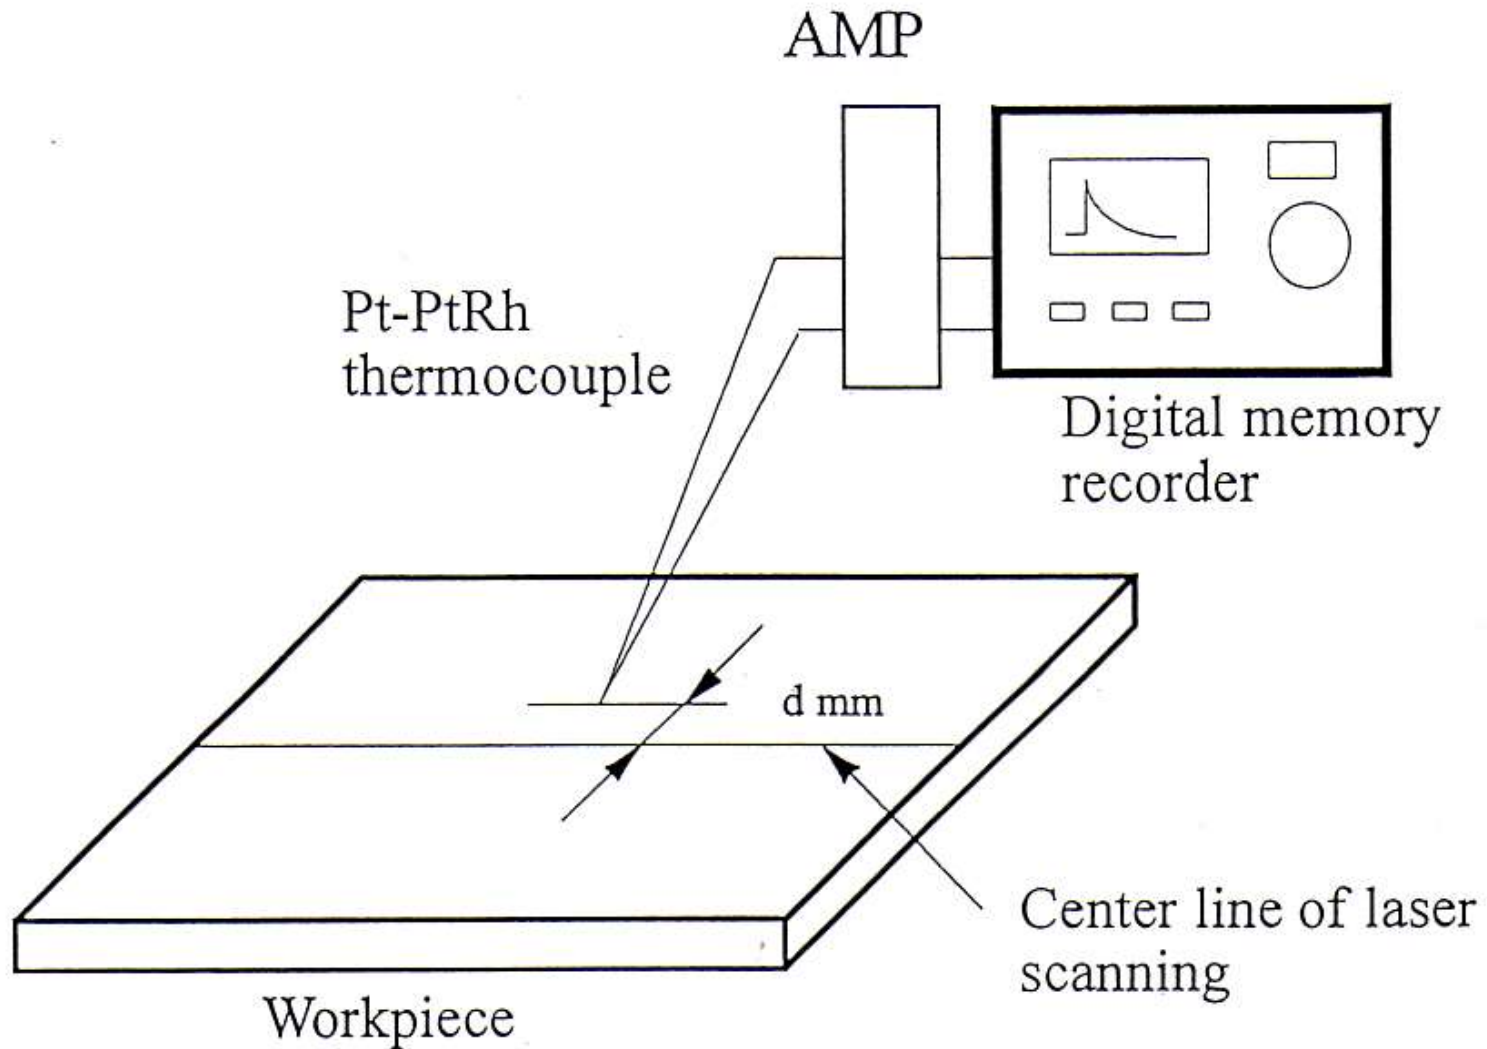 AMP
Pt-PtRh
thermocouple
Digital memory
recorder
d mm
Center line of laser
scanning
Workpiece